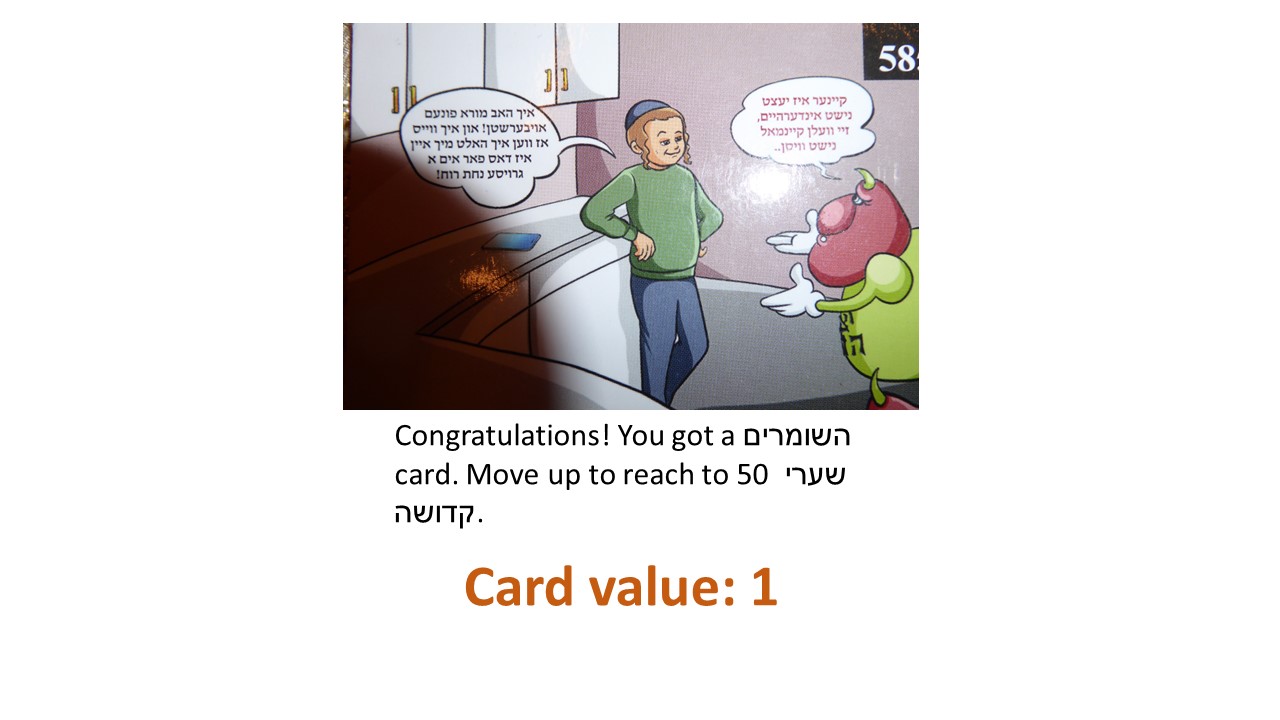 58
קיינער איז יעצט
נישט אינדערהיים,
זיי וועלן קיינמאל
נישט וויסן..
איך האב מורא פונעם
אויבערשטן! און איך ווייס
אז ווען איך האלט מיך איין
איז דאס פאר אים א
גרויסע נחת רוח!
Congratulations! You got a השומרים
card. Move up to reach to 50 שערי
קדושה.
Card value: 1